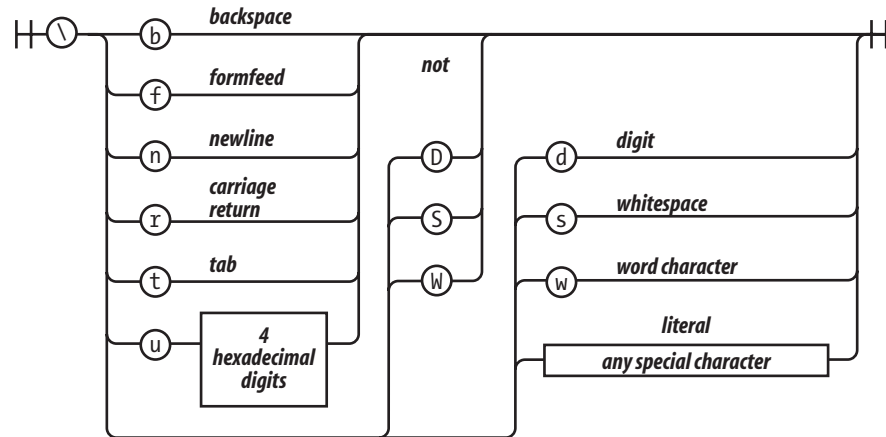 backspace
\ b
not
formfeed
f
newline
n
D
d
digit
carriage
return
r
S
s
whitespace
tab
t
W
w
word character
u
4
hexadecimal
digits
literal
any special character